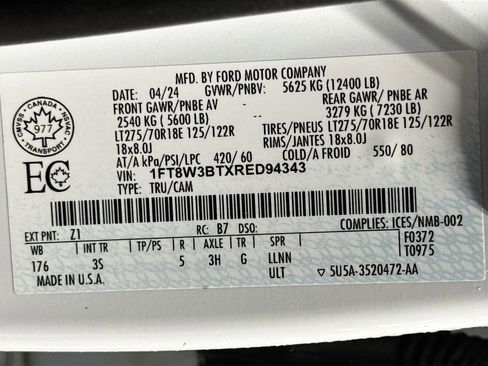 MFD. BY FORD MOTOR COMPANY
DATE: 04/24 GVWR/PNBV: 5625 KG (12400 LB)
FRONT GAWR/PNBE AV REAR GAWR/ PNBE AR
2540 KG ( 5600 LB) 3279 KG ( 7230 LB)
LT275/70R18E 125/122R TIRES/PNEUS LT275/70R18E 125/122R
18x8.0J RIMS/JANTES 18x8.0J
AT/A kPa/PSI/LPC 420/ 60 COLD/A FROID 550/ 80
VIN: 1FT8W3BTXRED94343
TYPE: TRU/CAM
CMVSS CANADA NSVAC
977
TRANSPORT
EC
EXT PNT: Z1 RC: B7 DSO: COMPLIES: ICES/NMB-002
WB INT TR TP/PS R AXLE TR SPR F0372
176 3S 5 3H G LLNN T0975
MADE IN U.S.A. ULT 5U5A-3520472-AA